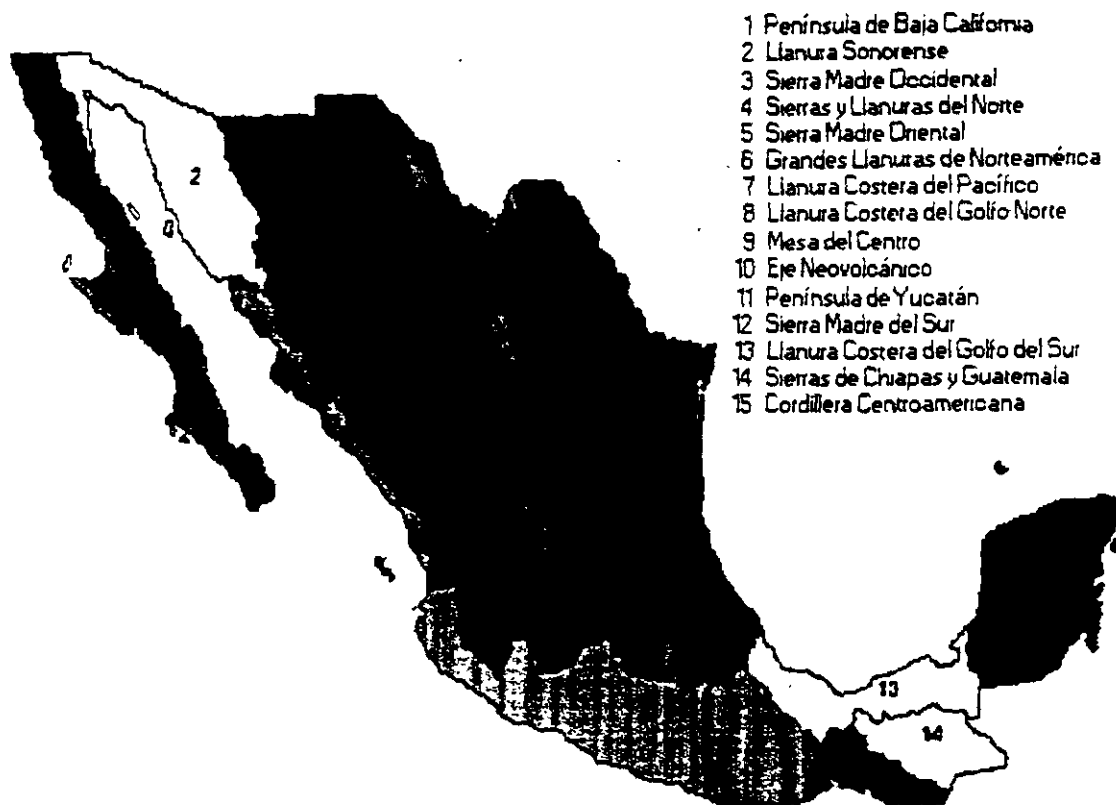 1 Península de Baja California
2 Llanura Sonorense
3 Sierra Madre Occidental
4 Sierras y Llanuras del Norte
5 Sierra Madre Oriental
6 Grandes Llanuras de Norteamérica
7 Llanura Costera del Pacífico
8 Llanura Costera del Golfo Norte
9 Mesa del Centro
10 Eje Neovolcánico
11 Península de Yucatán
12 Sierra Madre del Sur
13 Llanura Costera del Golfo del Sur
14 Sierras de Chiapas y Guatemala
15 Cordillera Centroamericana
2
13
14